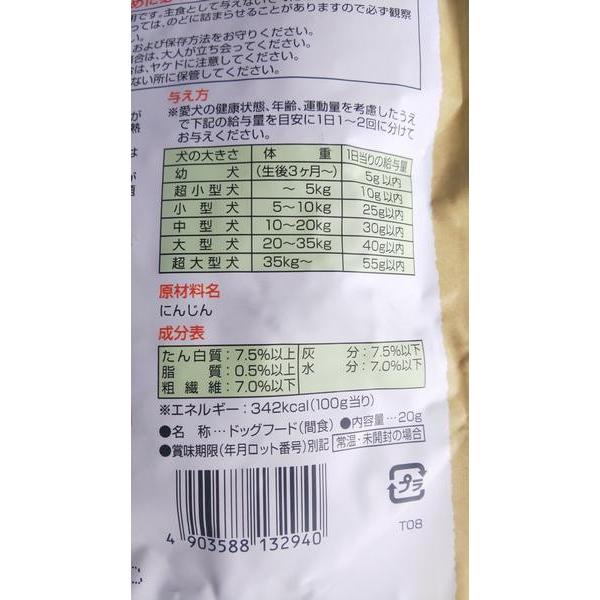 用です。主食として与えないで
っては、のどに詰まらせることがありますので必ず観察
および保存方法をお守りください。
合は、大人が立ち会ってください。
合は、ヤケドに注意してください。
ない所に保管してください。
与え方
※愛犬の健康状態、年齢、運動量を考慮したうえ
で下記の給与量を目安に1日1～2回に分けて
お与えください。
犬の大きさ 体重 1日当りの給与量
幼犬 (生後3ヶ月～) 5g以内
超小型犬 ～5kg 10g以内
小型犬 5～10kg 25g以内
中型犬 10～20kg 30g以内
大型犬 20～35kg 40g以内
超大型犬 35kg～ 55g以内
原材料名
にんじん
成分表
たん白質:7.5%以上 灰分:7.5%以下
脂質:0.5%以上 水分:7.0%以下
粗繊維:7.0%以下
※エネルギー:342kcal(100g当り)
●名称…ドッグフード(間食) ●内容量…20g
●賞味期限(年月ロット番号)別記 常温・未開封の場合
プラ
T08
4 903588 132940